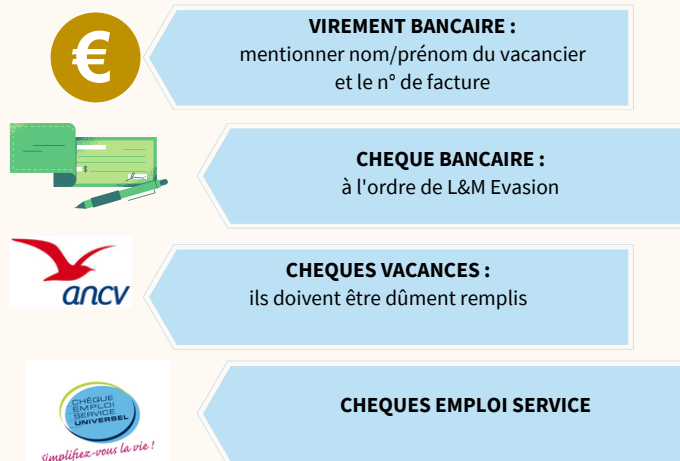 €
VIREMENT BANCAIRE :
mentionner nom/prénom du vacancier
et le n° de facture
CHEQUE BANCAIRE :
à l'ordre de L&M Evasion
ancv
CHEQUES VACANCES :
ils doivent être dûment remplis
CHÈQUE
EMPLOI
SERVICE
UNIVERSEL
Simplifiez-vous la vie !
CHEQUES EMPLOI SERVICE